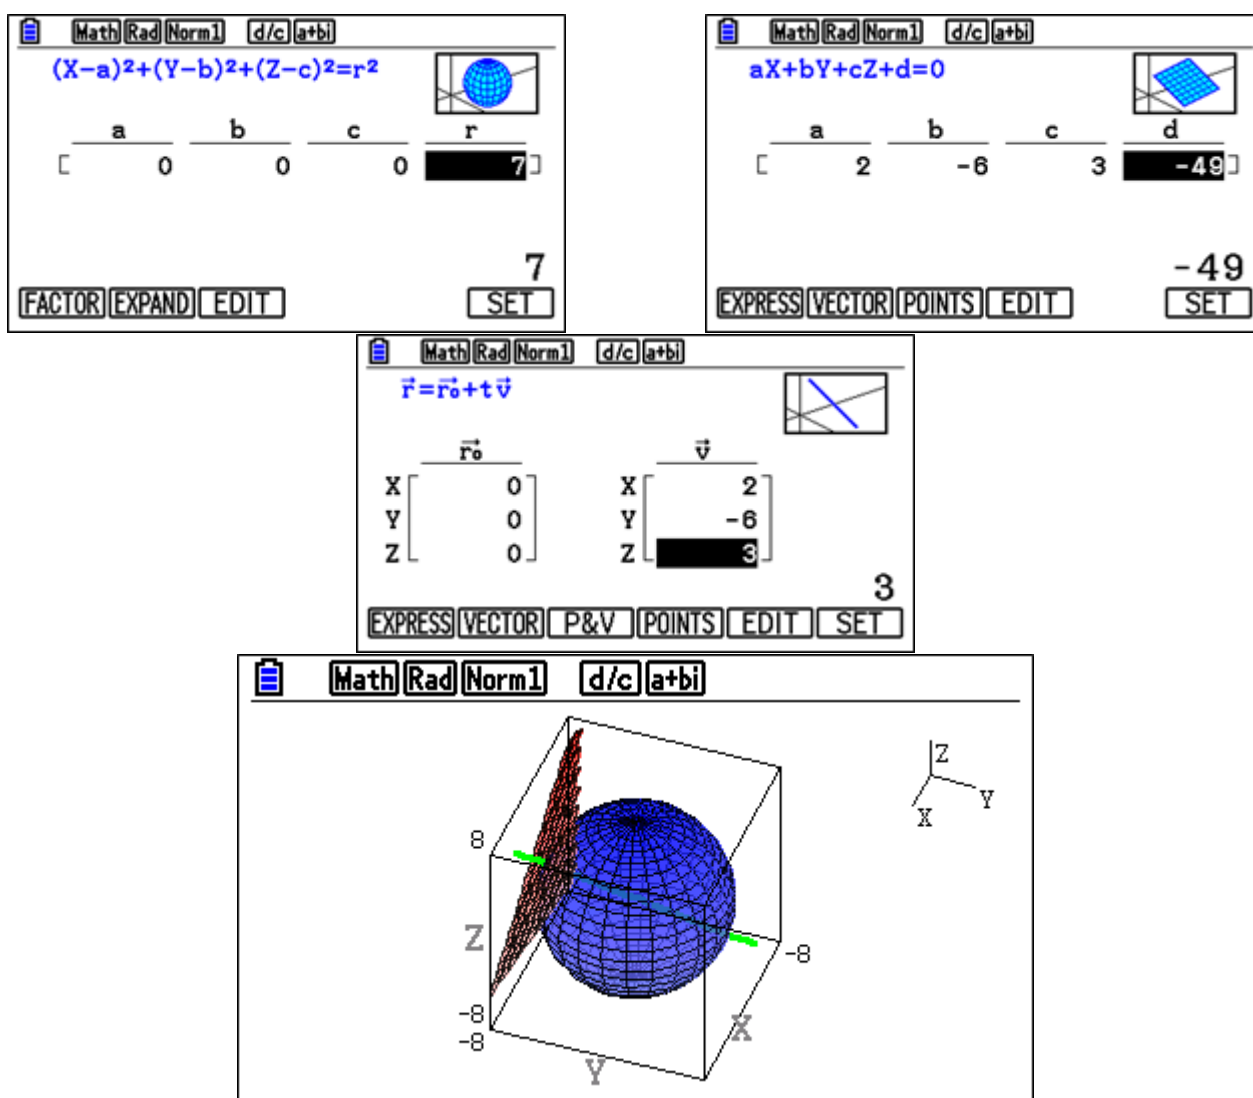 Math Rad Norm1 d/c a+bi
(X-a)²+(Y-b)²+(Z-c)²=r²
a b c r
[ 0 0 0 7 ]
7
FACTOR EXPAND EDIT SET
Math Rad Norm1 d/c a+bi
aX+bY+cZ+d=0
a b c d
[ 2 -6 3 -49 ]
-49
EXPRESS VECTOR POINTS EDIT SET
Math Rad Norm1 d/c a+bi
r⃗=r₀⃗+tv⃗
r₀⃗ v⃗
X [ 0 ] X [ 2 ]
Y 0 Y -6
Z 0 Z 3
3
EXPRESS VECTOR P&V POINTS EDIT SET
Math Rad Norm1 d/c a+bi
Z
Y
X
8
Z
-8
-8
-8
X
Y